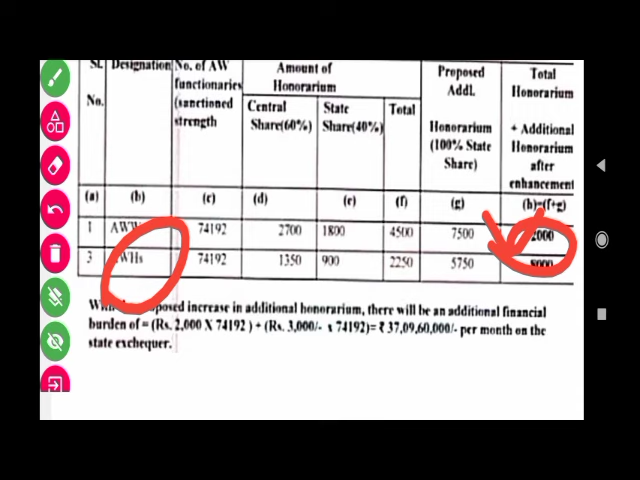 Sl. Designation No. of AW Amount of Proposed Total
functionaries Honorarium Addl. Honorarium
No. (sanctioned Central State Total
strength Share(60%) Share(40%) Honorarium + Additional
(100% State Honorarium
Share) after
enhancement
(a) (b) (c) (d) (e) (f) (g) (h)=(f+g)
1 74192 2700 1800 4500 7500
3 74192 1350 900 2250 5750 8000
increase in additional honorarium, there will be an additional financial
burden of = (Rs. 2,000 X 74192 ) + (Rs. 3,000/- x 74192)= ₹ 37,09,60,000/- per month on the
state exchequer.